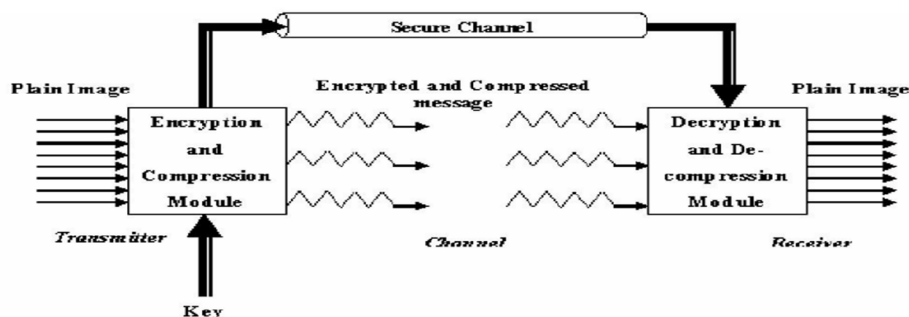 Secure Channel
Plain Image
Encrypted and Compressed
message
Plain Image
Encryption
and
Compression
Module
Decryption
and De-
compression
Module
Transmitter
Channel
Receiver
Key